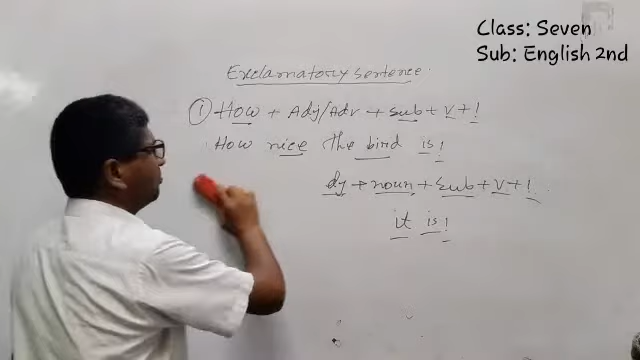 Class: Seven
Sub: English 2nd
Exclamatory sentence.
(i) How + Adj/Adv + Sub + V + !
How nice the bird is!
dj + noun + Sub + V + !
it is!